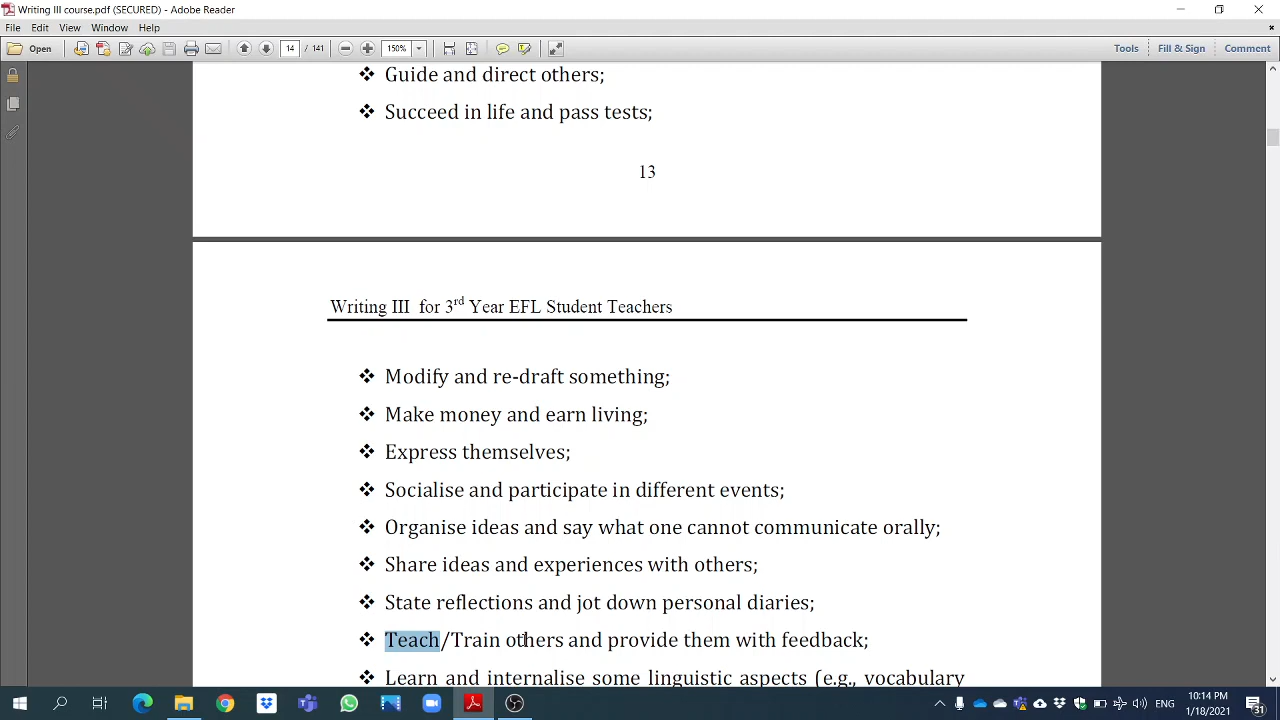 Writing III course.pdf (SECURED) - Adobe Reader
File Edit View Window Help
Open 14 / 141 150% Tools Fill & Sign Comment
❖ Guide and direct others;
❖ Succeed in life and pass tests;
13
Writing III for 3rd Year EFL Student Teachers
❖ Modify and re-draft something;
❖ Make money and earn living;
❖ Express themselves;
❖ Socialise and participate in different events;
❖ Organise ideas and say what one cannot communicate orally;
❖ Share ideas and experiences with others;
❖ State reflections and jot down personal diaries;
❖ Teach/Train others and provide them with feedback;
❖ Learn and internalise some linguistic aspects (e.g., vocabulary
ENG 10:14 PM
1/18/2021 31